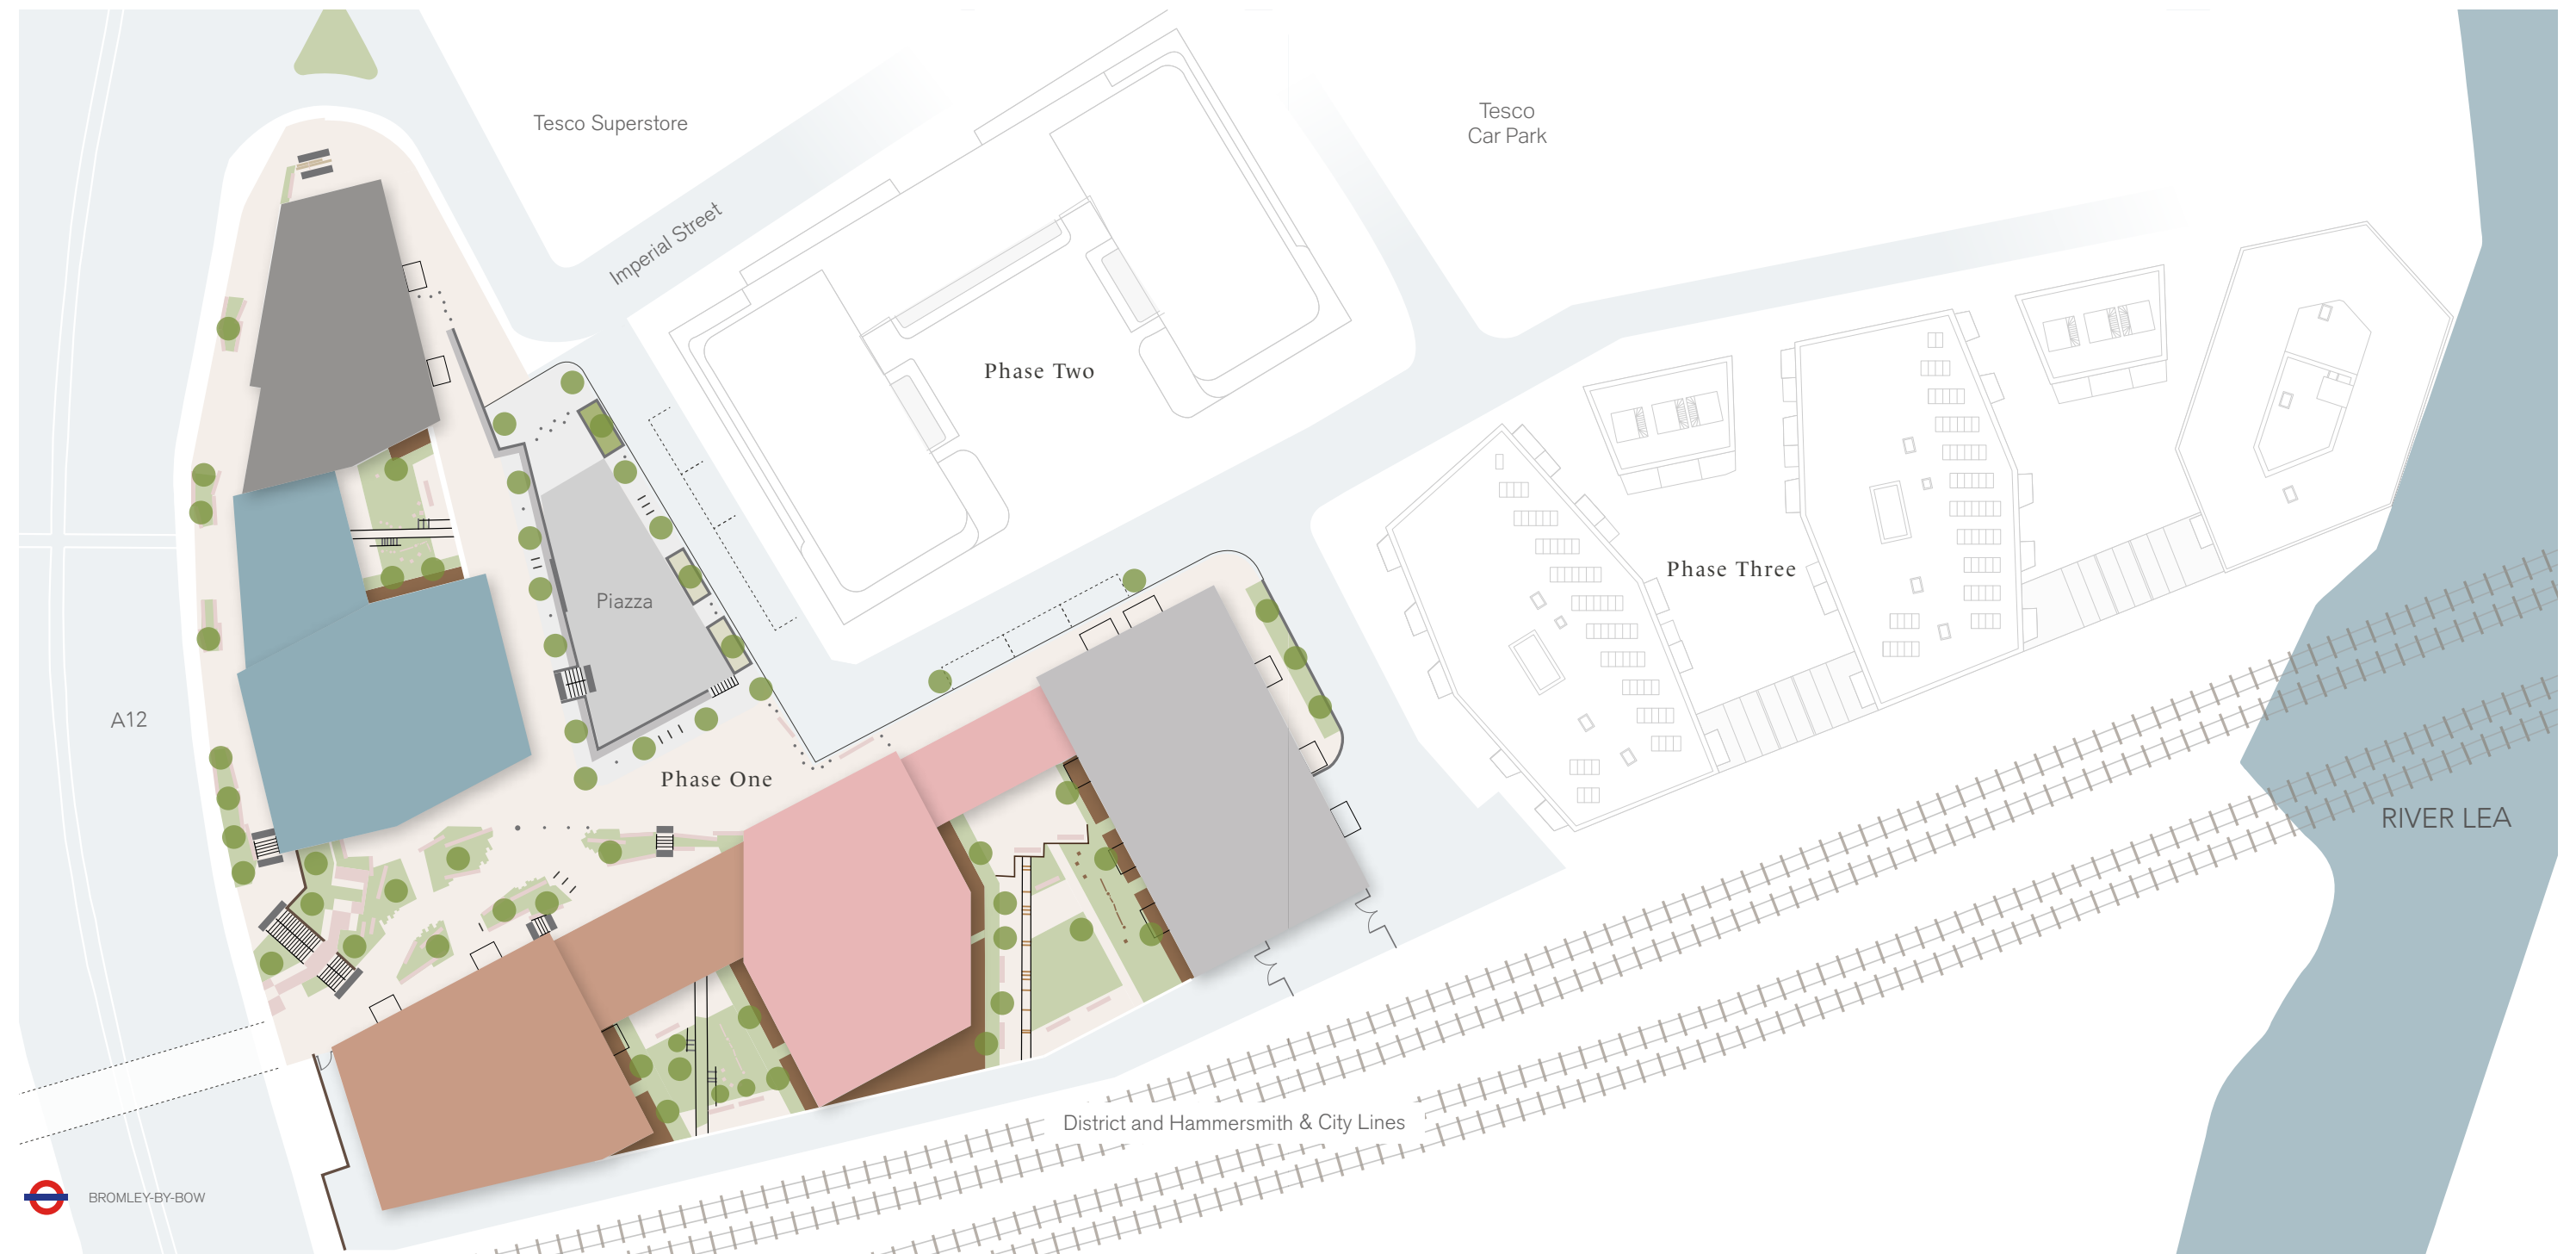 Tesco Superstore
Tesco
Car Park
Imperial Street
Phase Two
Phase Three
Piazza
A12
Phase One
RIVER LEA
District and Hammersmith & City Lines
BROMLEY-BY-BOW